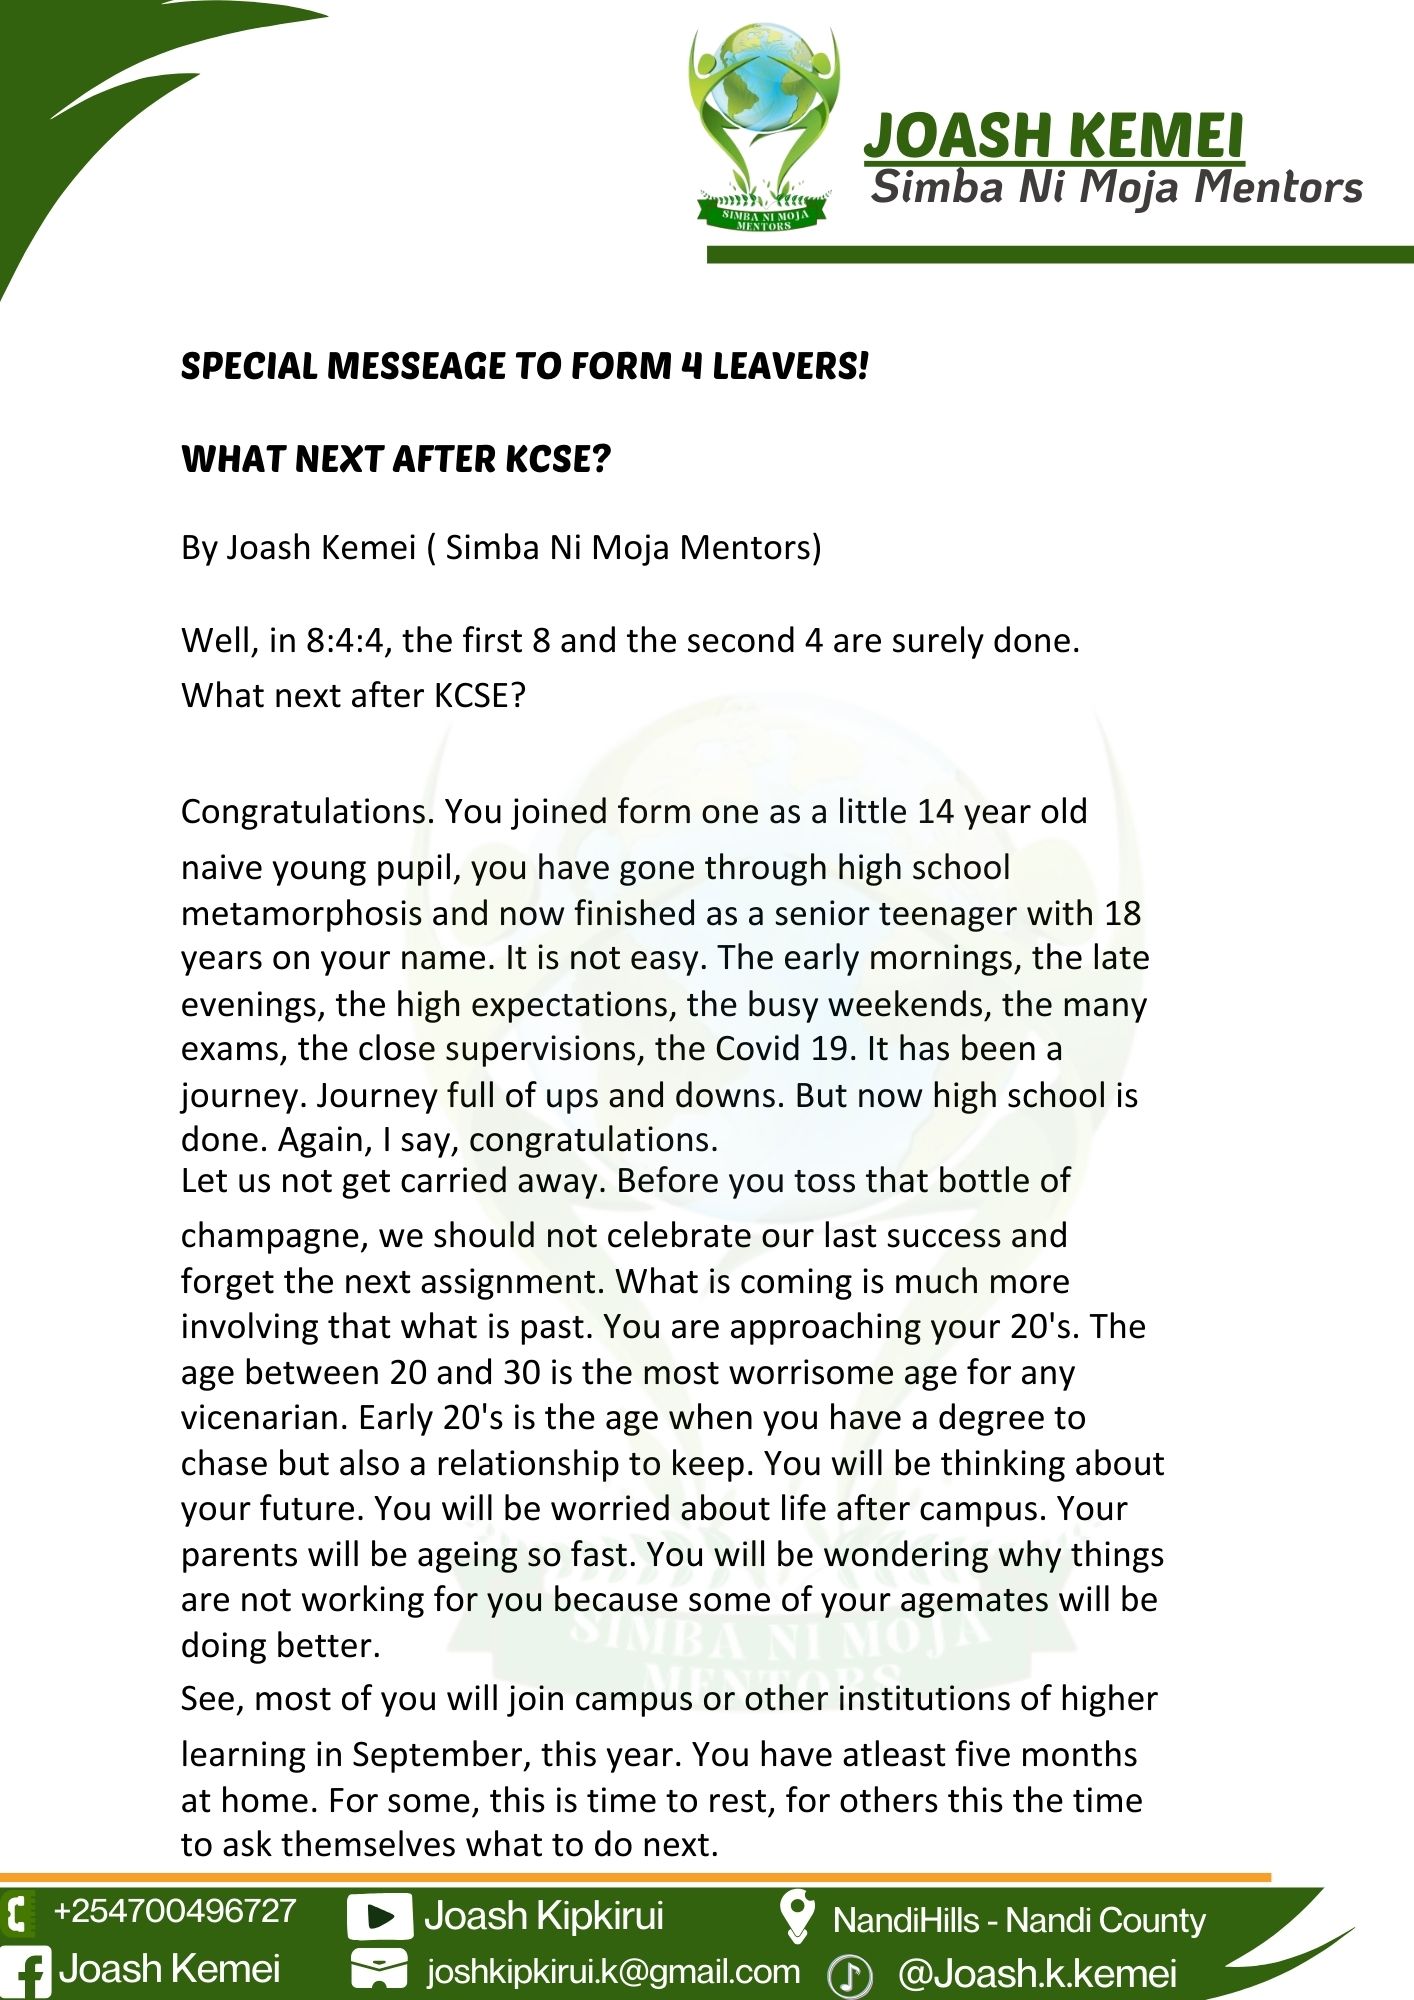 SIMBA NI MOJA
MENTORS
JOASH KEMEI
Simba Ni Moja Mentors
SPECIAL MESSEAGE TO FORM 4 LEAVERS!
WHAT NEXT AFTER KCSE?
By Joash Kemei ( Simba Ni Moja Mentors)
Well, in 8:4:4, the first 8 and the second 4 are surely done.
What next after KCSE?
Congratulations. You joined form one as a little 14 year old
naive young pupil, you have gone through high school
metamorphosis and now finished as a senior teenager with 18
years on your name. It is not easy. The early mornings, the late
evenings, the high expectations, the busy weekends, the many
exams, the close supervisions, the Covid 19. It has been a
journey. Journey full of ups and downs. But now high school is
done. Again, I say, congratulations.
Let us not get carried away. Before you toss that bottle of
champagne, we should not celebrate our last success and
forget the next assignment. What is coming is much more
involving that what is past. You are approaching your 20's. The
age between 20 and 30 is the most worrisome age for any
vicenarian. Early 20's is the age when you have a degree to
chase but also a relationship to keep. You will be thinking about
your future. You will be worried about life after campus. Your
parents will be ageing so fast. You will be wondering why things
are not working for you because some of your agemates will be
doing better.
SIMBA NI MOJA
MENTORS
See, most of you will join campus or other institutions of higher
learning in September, this year. You have atleast five months
at home. For some, this is time to rest, for others this the time
to ask themselves what to do next.
+254700496727
Joash Kipkirui
NandiHills - Nandi County
Joash Kemei
joshkipkirui.k@gmail.com
@Joash.k.kemei